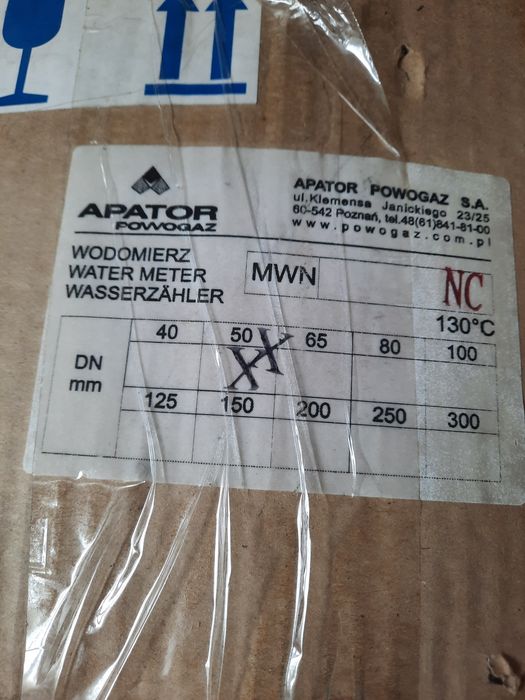 APATOR
POWOGAZ
APATOR POWOGAZ S.A.
ul.Klemensa Janickiego 23/25
60-542 Poznań, tel.48(61)841-81-00
www.powogaz.com.pl
WODOMIERZ
WATER METER
WASSERZÄHLER
MWN
NC
130°C
DN
mm
40 50 65 80 100
XX
125 150 200 250 300